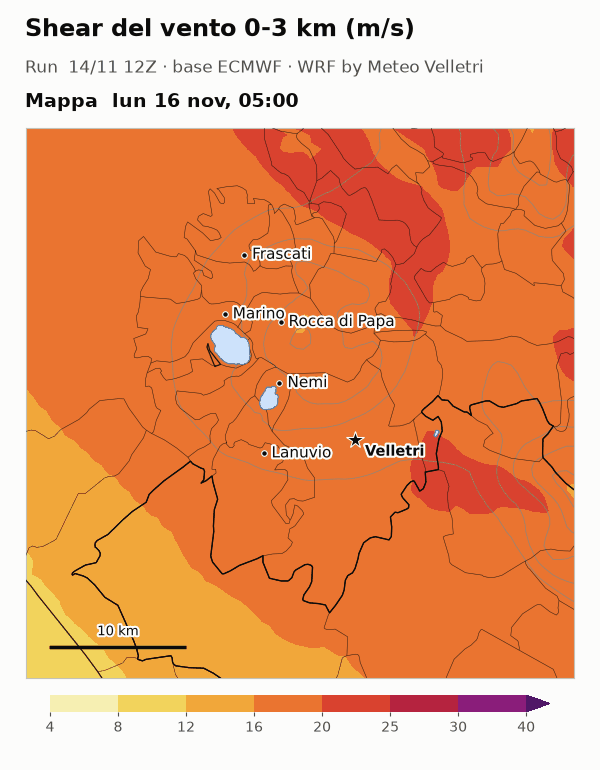 Shear del vento 0-3 km (m/s)
Run  14/11 12Z · base ECMWF · WRF by Meteo Velletri
Mappa  lun 16 nov, 05:00
Frascati
Marino
Rocca di Papa
Nemi
Velletri
Lanuvio
10 km
4 8 12 16 20 25 30 40